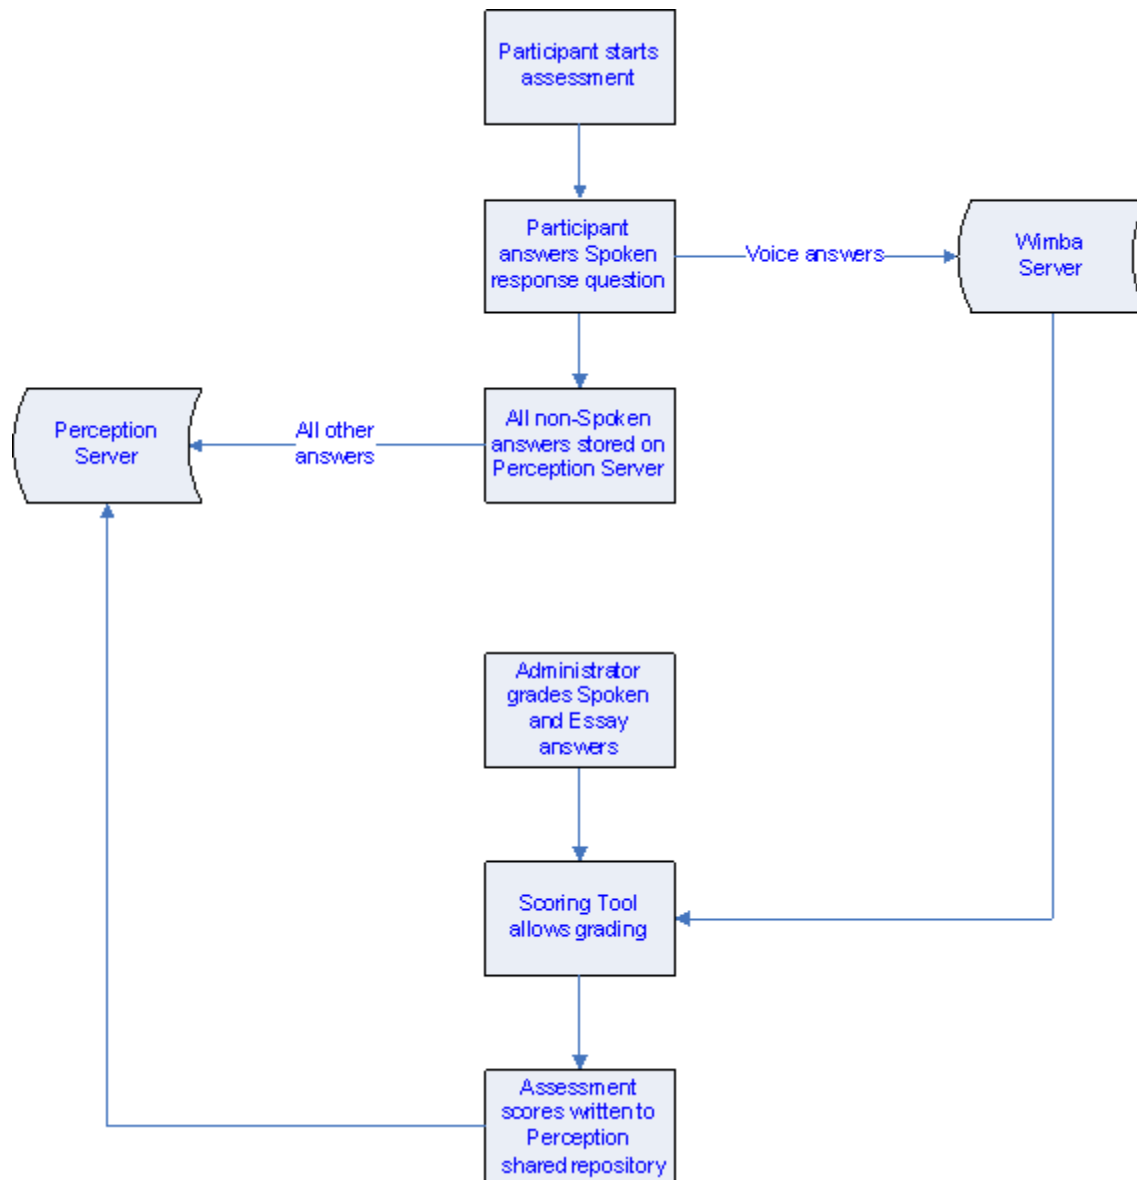 Participant starts
assessment
Participant
answers Spoken
response question
Voice answers
Wimba
Server
All non-Spoken
answers stored on
Perception Server
All other
answers
Perception
Server
Administrator
grades Spoken
and Essay
answers
Scoring Tool
allows grading
Assessment
scores written to
Perception
shared repository